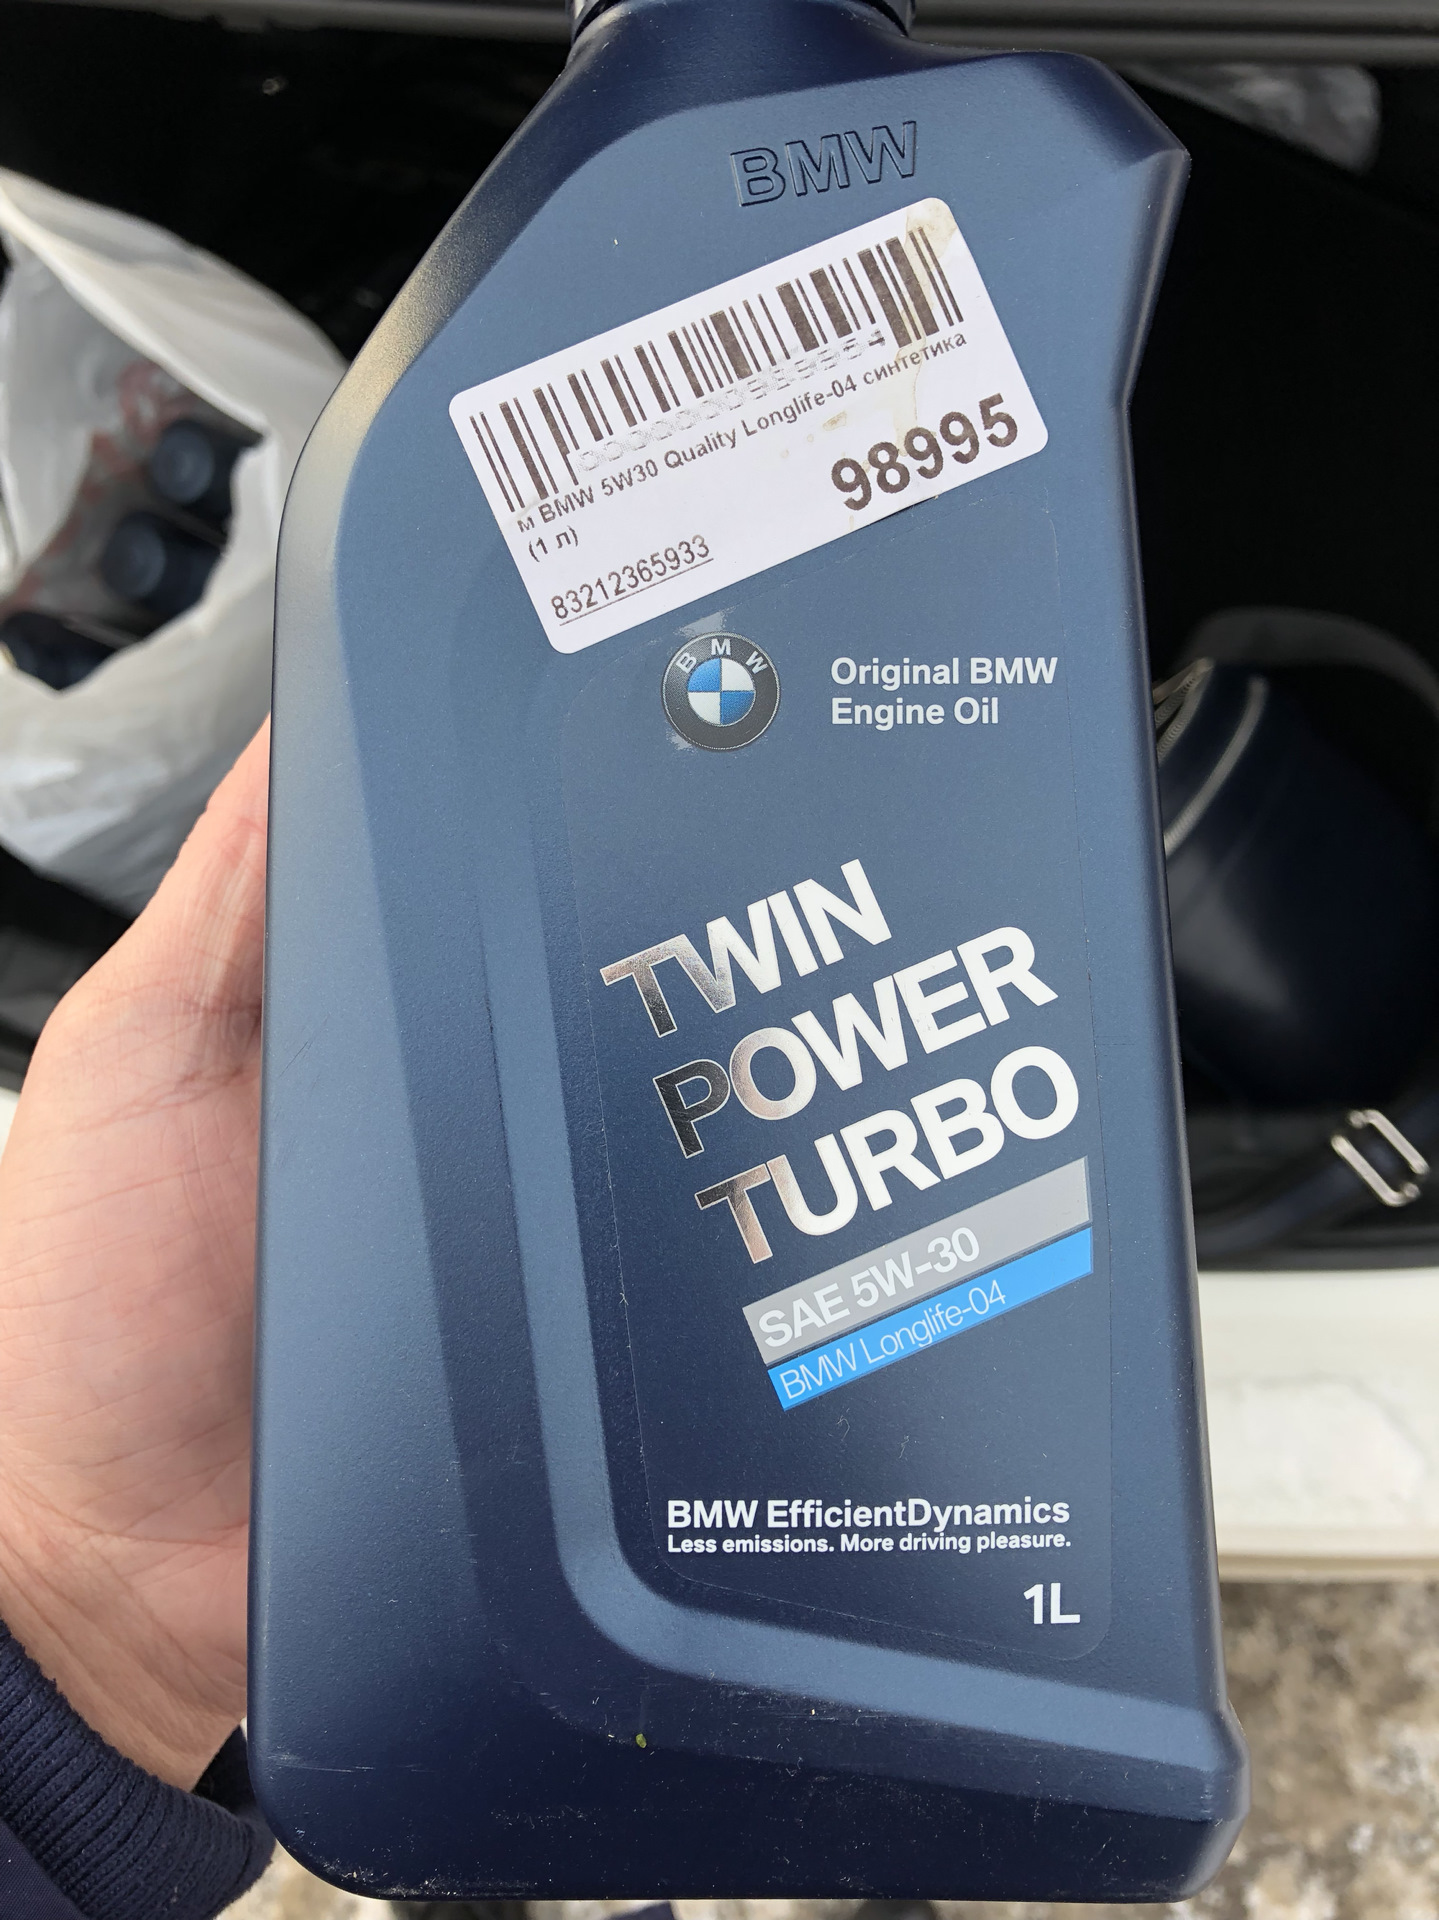 BMW
м BMW 5W30 Quality Longlife-04 синтетика
(1 л)
98995
83212365933
BMW
Original BMW
Engine Oil
TWIN
POWER
TURBO
SAE 5W-30
BMW Longlife-04
BMW EfficientDynamics
Less emissions. More driving pleasure.
1L